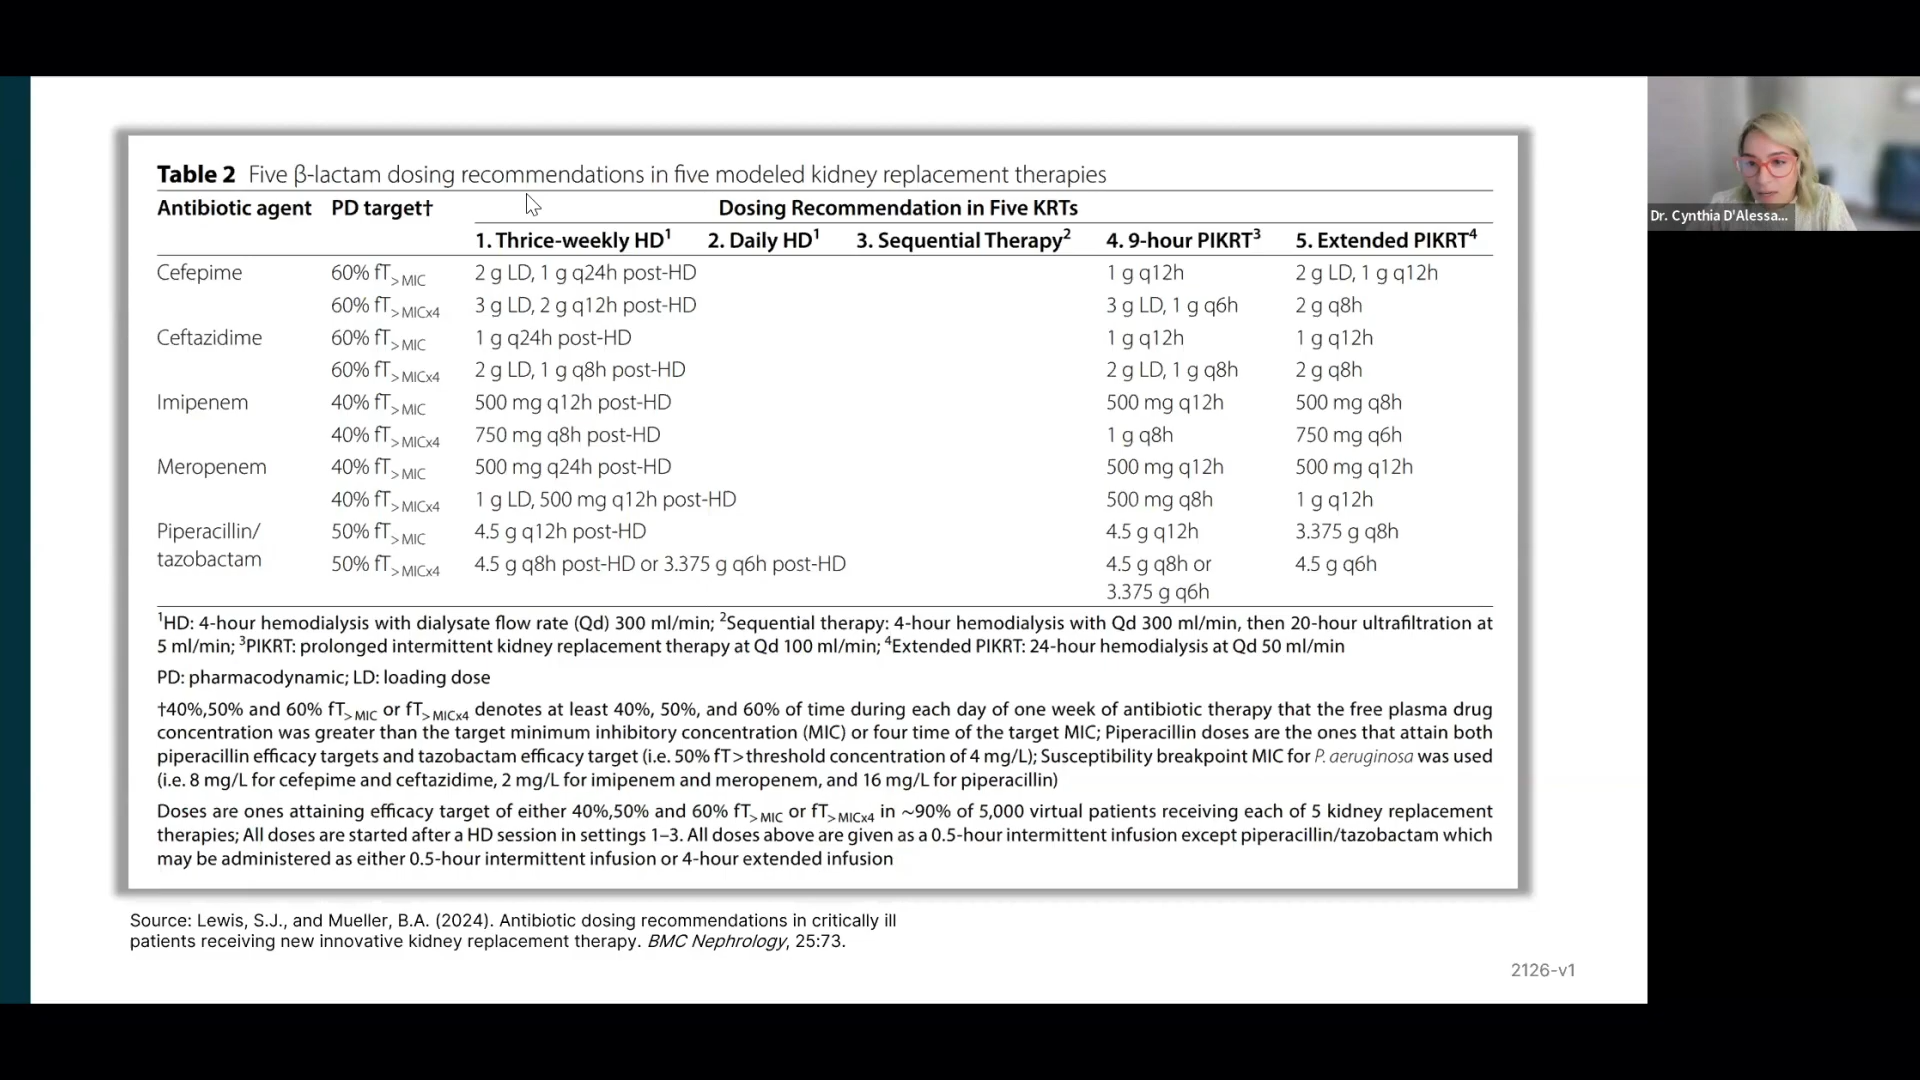 Table 2 Five β-lactam dosing recommendations in five modeled kidney replacement therapies
Antibiotic agent PD target† Dosing Recommendation in Five KRTs
1. Thrice-weekly HD¹ 2. Daily HD¹ 3. Sequential Therapy² 4. 9-hour PIKRT³ 5. Extended PIKRT⁴
Cefepime 60% fT>MIC 2 g LD, 1 g q24h post-HD 1 g q12h 2 g LD, 1 g q12h
60% fT>MICx4 3 g LD, 2 g q12h post-HD 3 g LD, 1 g q6h 2 g q8h
Ceftazidime 60% fT>MIC 1 g q24h post-HD 1 g q12h 1 g q12h
60% fT>MICx4 2 g LD, 1 g q8h post-HD 2 g LD, 1 g q8h 2 g q8h
Imipenem 40% fT>MIC 500 mg q12h post-HD 500 mg q12h 500 mg q8h
40% fT>MICx4 750 mg q8h post-HD 1 g q8h 750 mg q6h
Meropenem 40% fT>MIC 500 mg q24h post-HD 500 mg q12h 500 mg q12h
40% fT>MICx4 1 g LD, 500 mg q12h post-HD 500 mg q8h 1 g q12h
Piperacillin/ 50% fT>MIC 4.5 g q12h post-HD 4.5 g q12h 3.375 g q8h
tazobactam 50% fT>MICx4 4.5 g q8h post-HD or 3.375 g q6h post-HD 4.5 g q8h or 4.5 g q6h
3.375 g q6h
¹HD: 4-hour hemodialysis with dialysate flow rate (Qd) 300 ml/min; ²Sequential therapy: 4-hour hemodialysis with Qd 300 ml/min, then 20-hour ultrafiltration at
5 ml/min; ³PIKRT: prolonged intermittent kidney replacement therapy at Qd 100 ml/min; ⁴Extended PIKRT: 24-hour hemodialysis at Qd 50 ml/min
PD: pharmacodynamic; LD: loading dose
†40%,50% and 60% fT>MIC or fT>MICx4 denotes at least 40%, 50%, and 60% of time during each day of one week of antibiotic therapy that the free plasma drug
concentration was greater than the target minimum inhibitory concentration (MIC) or four time of the target MIC; Piperacillin doses are the ones that attain both
piperacillin efficacy targets and tazobactam efficacy target (i.e. 50% fT>threshold concentration of 4 mg/L); Susceptibility breakpoint MIC for P. aeruginosa was used
(i.e. 8 mg/L for cefepime and ceftazidime, 2 mg/L for imipenem and meropenem, and 16 mg/L for piperacillin)
Doses are ones attaining efficacy target of either 40%,50% and 60% fT>MIC or fT>MICx4 in ~90% of 5,000 virtual patients receiving each of 5 kidney replacement
therapies; All doses are started after a HD session in settings 1–3. All doses above are given as a 0.5-hour intermittent infusion except piperacillin/tazobactam which
may be administered as either 0.5-hour intermittent infusion or 4-hour extended infusion
Source: Lewis, S.J., and Mueller, B.A. (2024). Antibiotic dosing recommendations in critically ill
patients receiving new innovative kidney replacement therapy. BMC Nephrology, 25:73.
2126-v1
Dr. Cynthia D'Alessa...